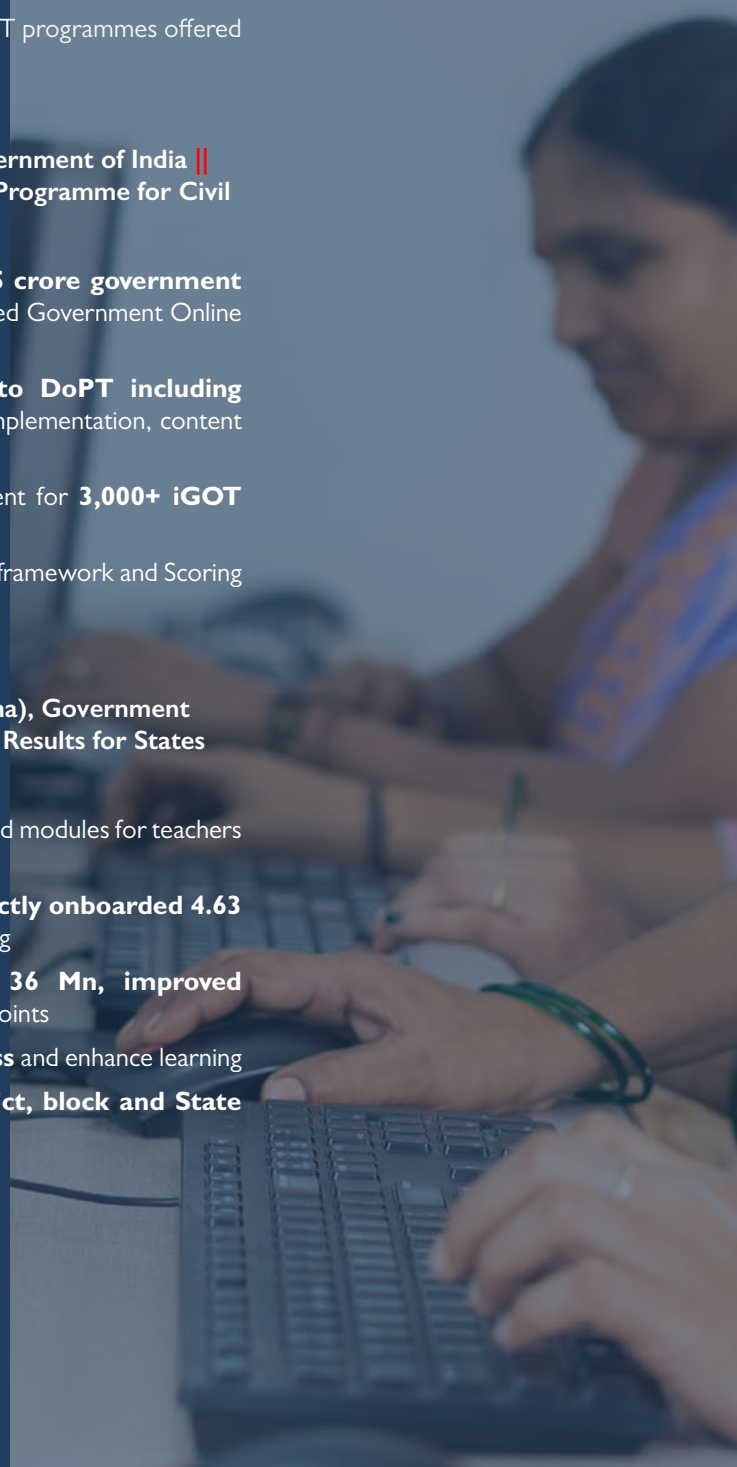 T programmes offered
ernment of India ||
Programme for Civil
crore government
ed Government Online
to DoPT including
nplementation, content
ent for 3,000+ iGOT
framework and Scoring
na), Government
Results for States
d modules for teachers
ctly onboarded 4.63
g
36 Mn, improved
oints
ss and enhance learning
ct, block and State